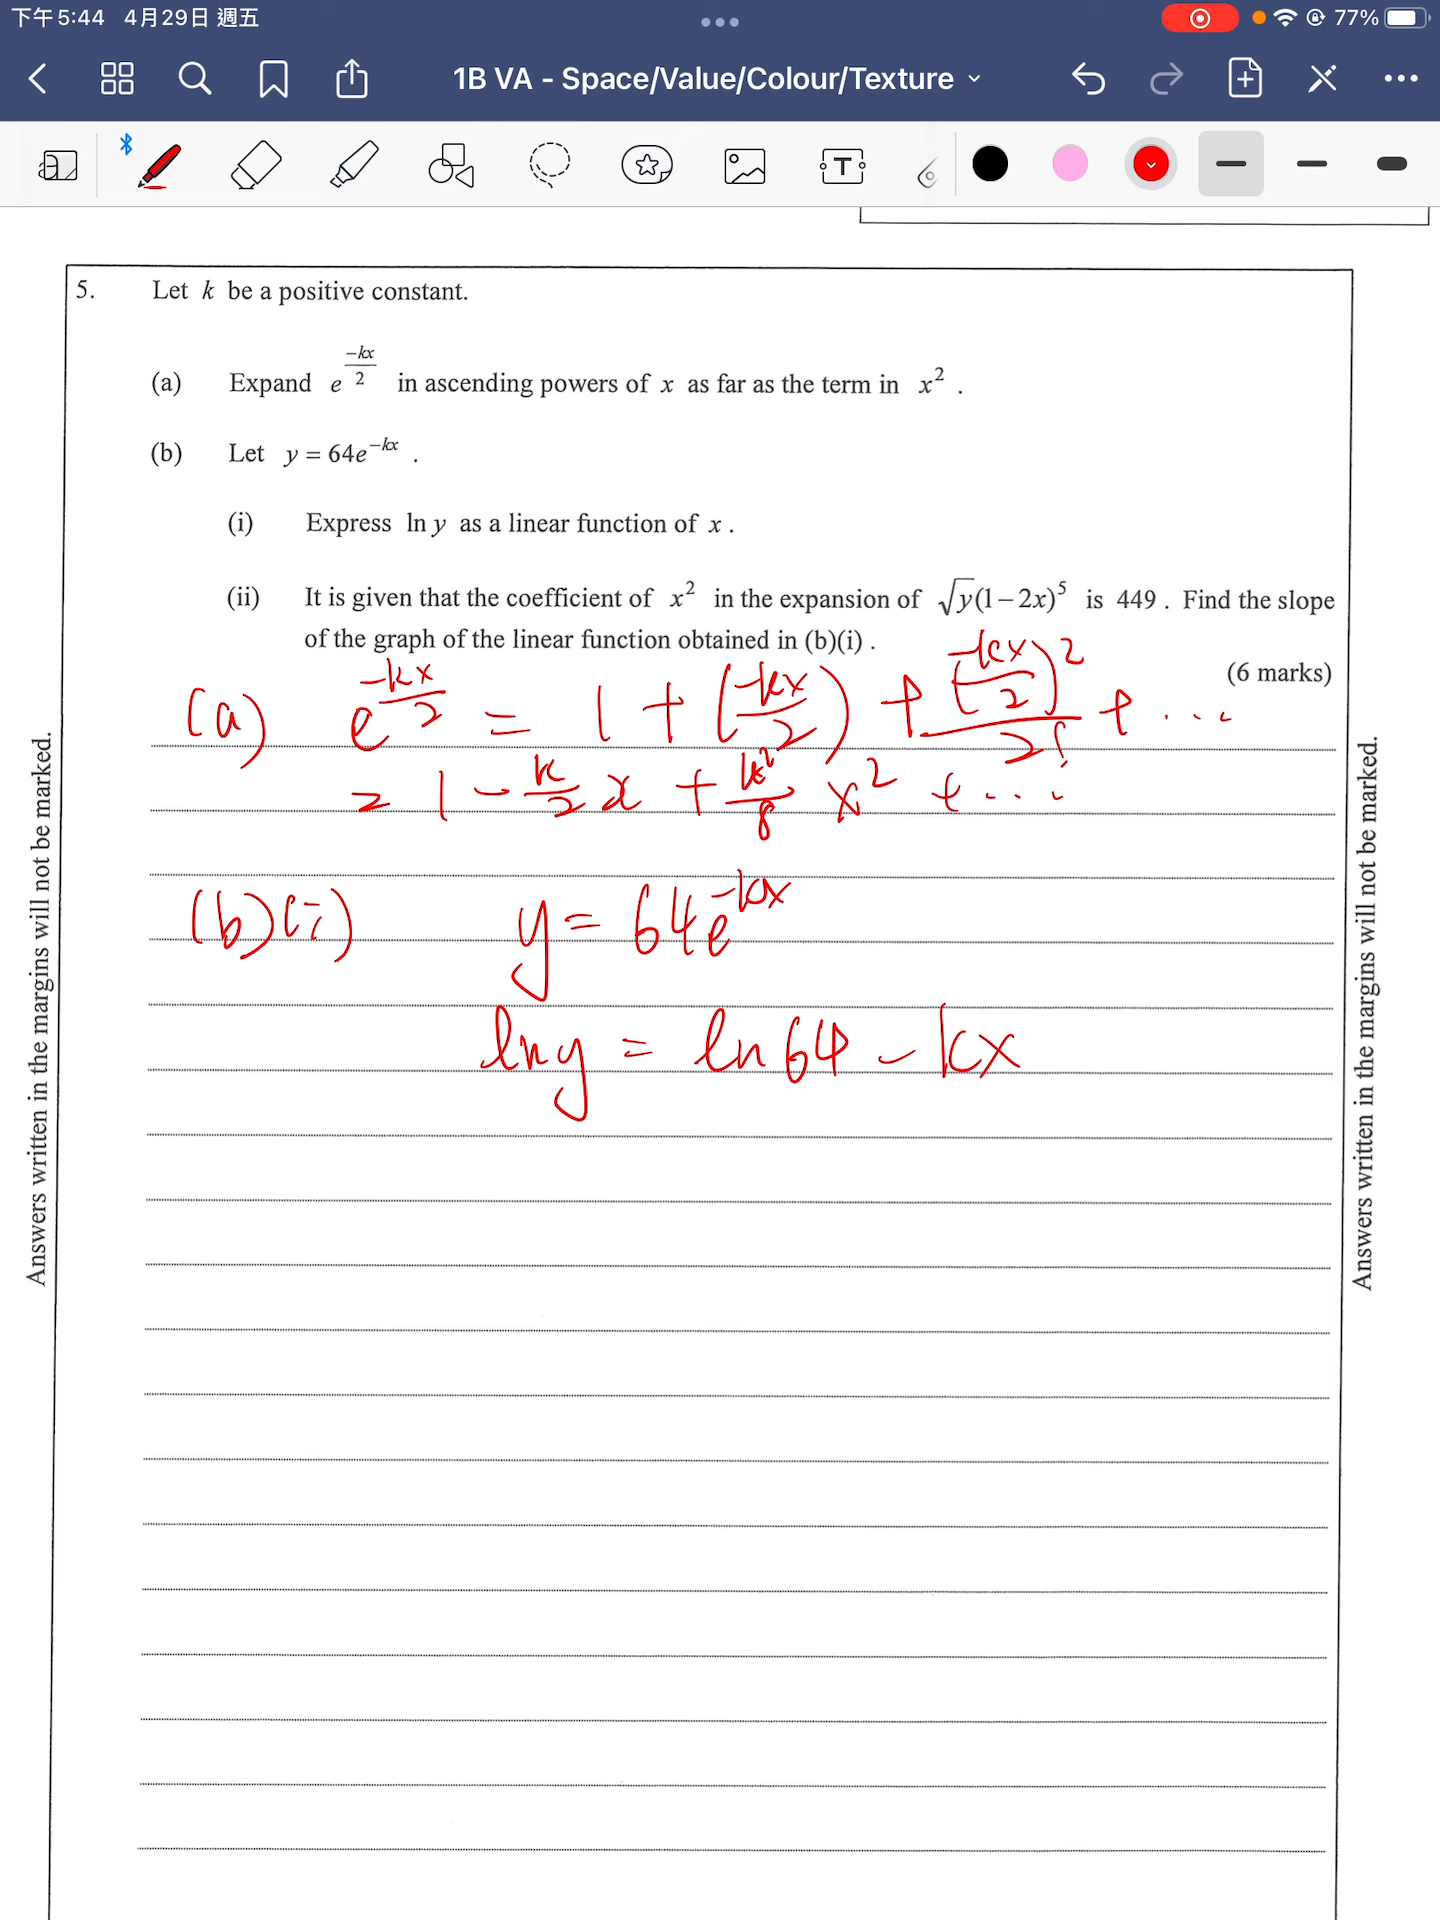 下午5:44 4月29日 週五
77%
1B VA - Space/Value/Colour/Texture
5. Let k be a positive constant.
(a) Expand e^(-kx/2) in ascending powers of x as far as the term in x² .
(b) Let y = 64e^(-kx) .
(i) Express ln y as a linear function of x .
(ii) It is given that the coefficient of x² in the expansion of √y(1−2x)⁵ is 449 . Find the slope
of the graph of the linear function obtained in (b)(i) .
(6 marks)
(a) e^(-kx/2) = 1 + (-kx/2) + (-kx/2)²/2! + ...
= 1 - k/2 x + k²/8 x² + ...
(b)(i) y = 64e^(-kx)
ln y = ln 64 - kx
Answers written in the margins will not be marked.
Answers written in the margins will not be marked.